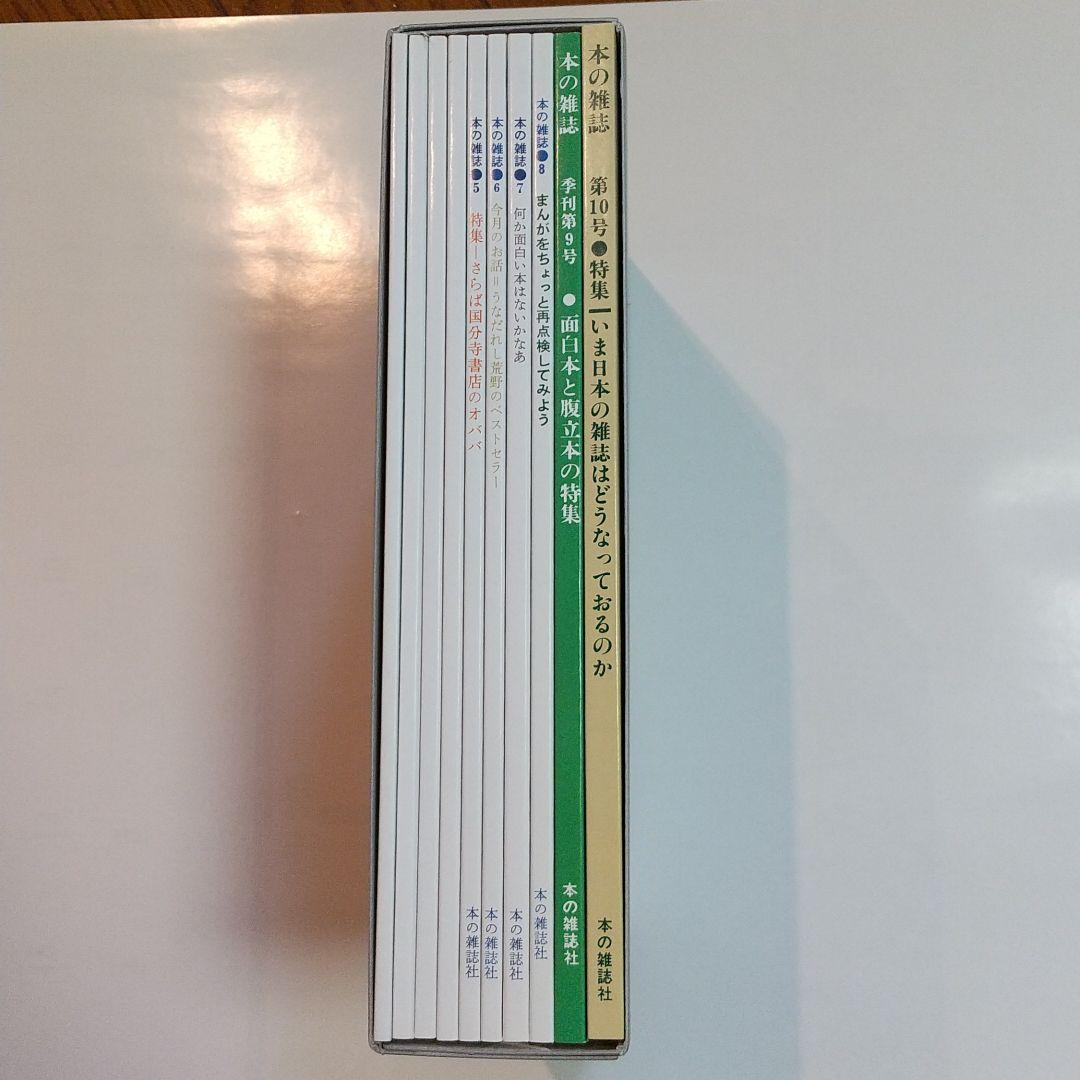 本の雑誌●5 特集―さらば国分寺書店のオババ 本の雑誌社
本の雑誌●6 今月のお話=うなだれし荒野のベストセラー 本の雑誌社
本の雑誌●7 何か面白い本はないかなあ 本の雑誌社
本の雑誌●8 まんがをちょっと再点検してみよう 本の雑誌社
本の雑誌 季刊第9号 ●面白本と腹立本の特集 本の雑誌社
本の雑誌 第10号●特集―いま日本の雑誌はどうなっておるのか 本の雑誌社